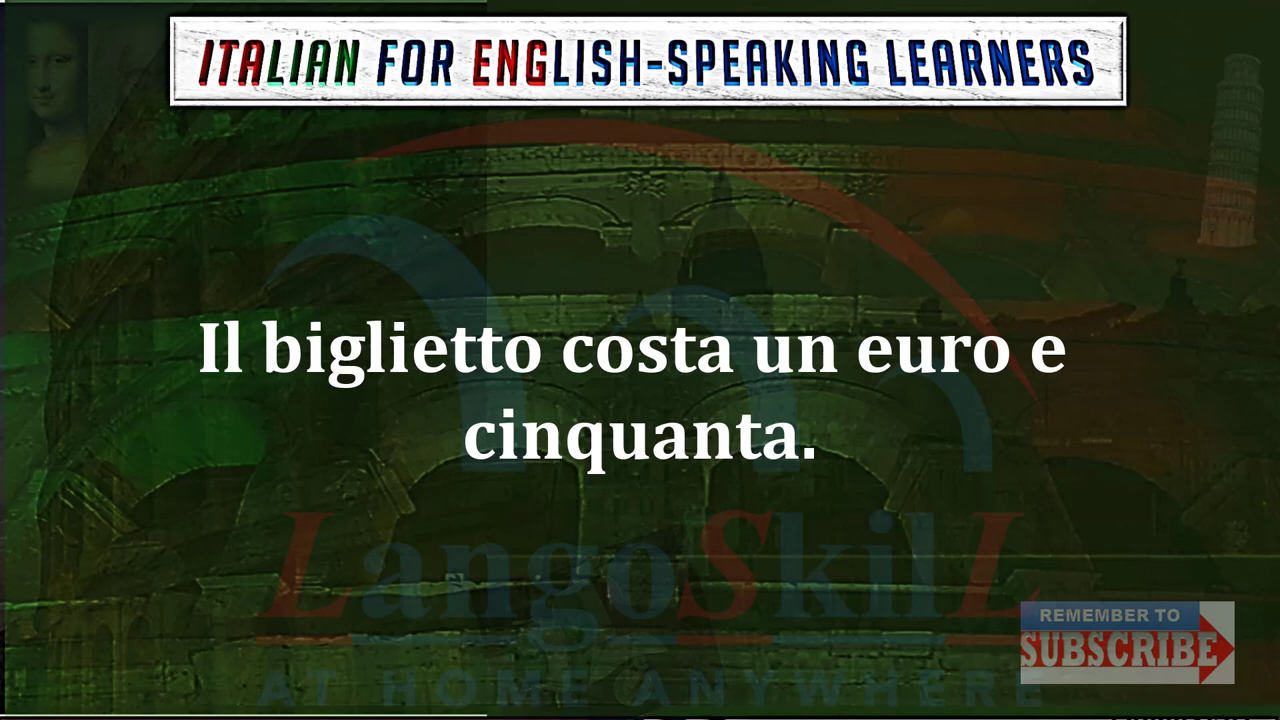 ITALIAN FOR ENGLISH-SPEAKING LEARNERS
Il biglietto costa un euro e
cinquanta.
LangoSkilL
AT HOME ANYWHERE
REMEMBER TO
SUBSCRIBE